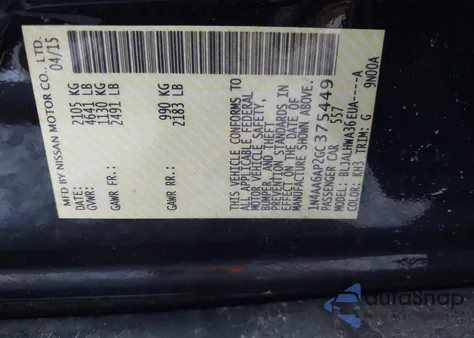 MFD BY NISSAN MOTOR CO., LTD.
04/15
GVWR: 2105 KG
4641 LB
GAWR FR: 1130 KG
2491 LB
GAWR RR: 990 KG
2183 LB
THIS VEHICLE CONFORMS TO
ALL APPLICABLE FEDERAL
MOTOR VEHICLE SAFETY,
BUMPER AND THEFT
PREVENTION STANDARDS IN
EFFECT ON THE DATE OF
MANUFACTURE SHOWN ABOVE.
1N4AA6AP2GC375449
PASSENGER CAR 557
MODEL: BLJALHWA36EUA----A
COLOR: KH3 TRIM: G 9N00A
autoSnap